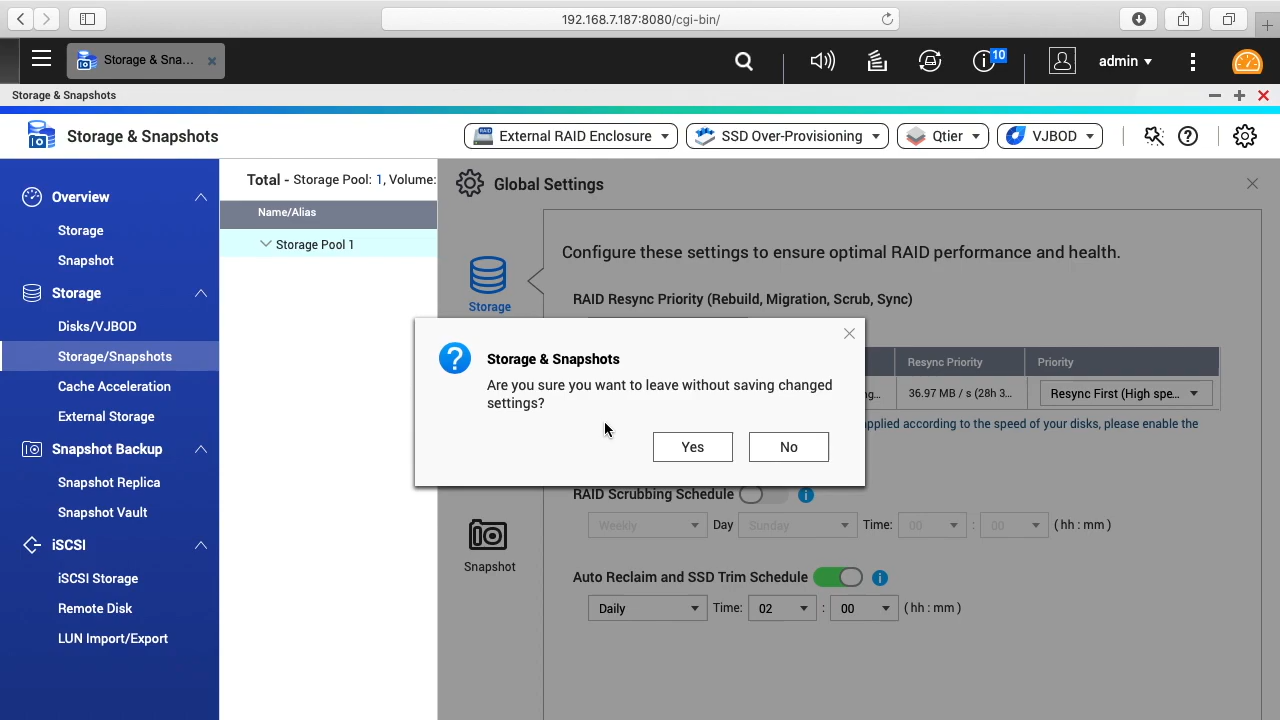 192.168.7.187:8080/cgi-bin/
Storage & Sna...
10
admin
Storage & Snapshots
Storage & Snapshots
RAID
External RAID Enclosure
SSD Over-Provisioning
Qtier
VJBOD
Overview
Storage
Snapshot
Storage
Disks/VJBOD
Storage/Snapshots
Cache Acceleration
External Storage
Snapshot Backup
Snapshot Replica
Snapshot Vault
iSCSI
iSCSI Storage
Remote Disk
LUN Import/Export
Total - Storage Pool: 1, Volume:
Name/Alias
Storage Pool 1
Global Settings
Storage
Snapshot
Configure these settings to ensure optimal RAID performance and health.
RAID Resync Priority (Rebuild, Migration, Scrub, Sync)
Resync Priority
Priority
ng...
36.97 MB / s (28h 3...
Resync First (High spe...
applied according to the speed of your disks, please enable the
Storage & Snapshots
Are you sure you want to leave without saving changed
settings?
Yes
No
RAID Scrubbing Schedule
Weekly
Day
Sunday
Time:
00
:
00
(hh : mm)
Auto Reclaim and SSD Trim Schedule
Daily
Time:
02
:
00
(hh : mm)